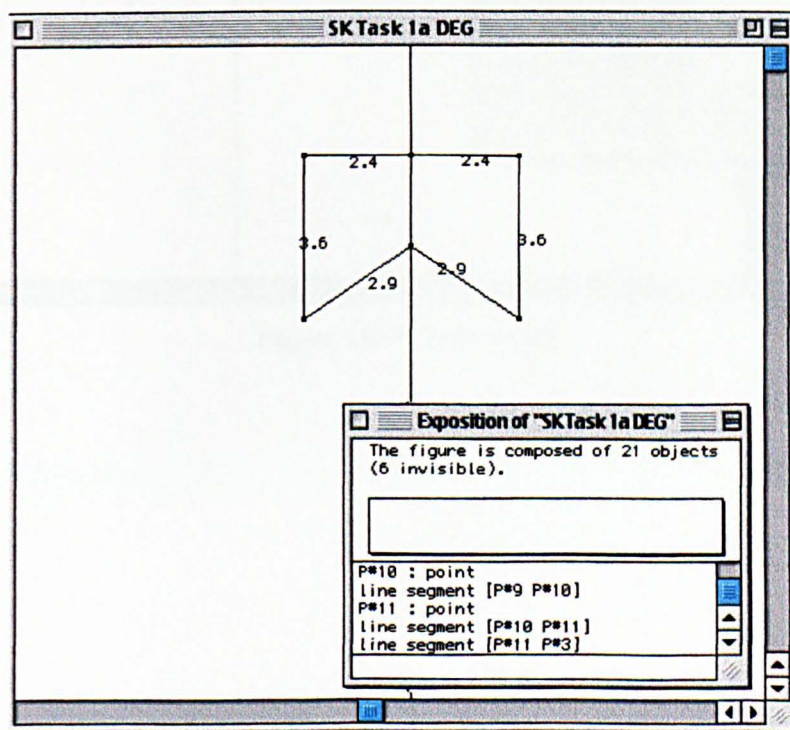 SKTask 1a DEG
2.4 2.4
3.6 3.6
2.9 2.9
Exposition of "SKTask 1a DEG"
The figure is composed of 21 objects
(6 invisible).
P#10 : point
line segment [P#9 P#10]
P#11 : point
line segment [P#10 P#11]
line segment [P#11 P#3]